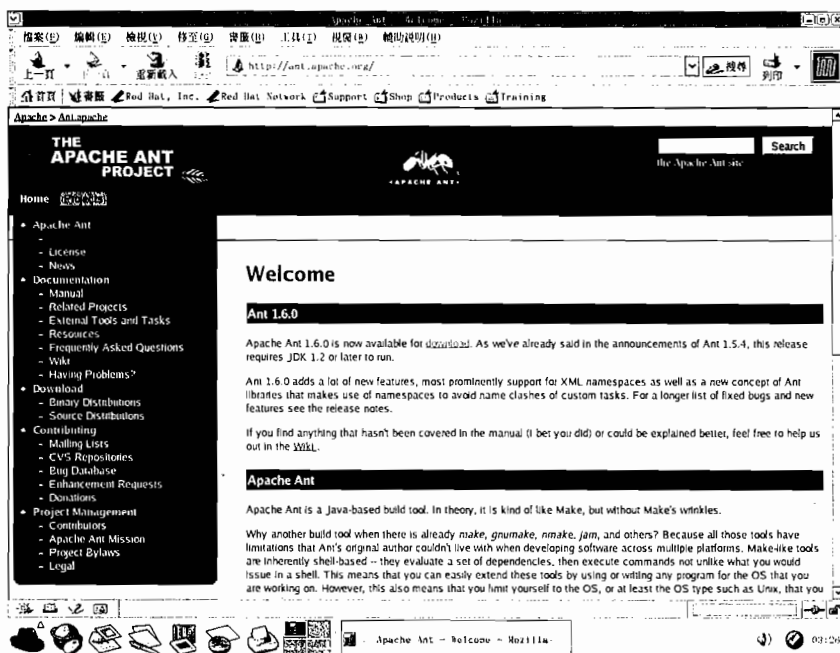 Apache Ant - Welcome - Mozilla
檔案(F) 編輯(E) 檢視(V) 移至(G) 書籤(B) 工具(T) 視窗(W) 輔助說明(H)
上一頁 重新載入 http://ant.apache.org/ 搜尋 列印
首頁 書籤 Red Hat, Inc. Red Hat Network Support Shop Products Training
Apache > Ant.apache
THE
APACHE ANT
PROJECT
·APACHE ANT·
Search
the Apache Ant site
Home
Apache Ant
-
- License
- News
Documentation
- Manual
- Related Projects
- External Tools and Tasks
- Resources
- Frequently Asked Questions
- Wiki
- Having Problems?
Download
- Binary Distributions
- Source Distributions
Contributing
- Mailing Lists
- CVS Repositories
- Bug Database
- Enhancement Requests
- Donations
Project Management
- Contributors
- Apache Ant Mission
- Project Bylaws
- Legal
Welcome
Ant 1.6.0
Apache Ant 1.6.0 is now available for download. As we've already said in the announcements of Ant 1.5.4, this release
requires JDK 1.2 or later to run.
Ant 1.6.0 adds a lot of new features, most prominently support for XML namespaces as well as a new concept of Ant
libraries that makes use of namespaces to avoid name clashes of custom tasks. For a longer list of fixed bugs and new
features see the release notes.
If you find anything that hasn't been covered in the manual (I bet you did) or could be explained better, feel free to help us
out in the Wiki.
Apache Ant
Apache Ant is a Java-based build tool. In theory, it is kind of like Make, but without Make's wrinkles.
Why another build tool when there is already make, gnumake, nmake, jam, and others? Because all those tools have
limitations that Ant's original author couldn't live with when developing software across multiple platforms. Make-like tools
are inherently shell-based -- they evaluate a set of dependencies, then execute commands not unlike what you would
issue in a shell. This means that you can easily extend these tools by using or writing any program for the OS that you
are working on. However, this also means that you limit yourself to the OS, or at least the OS type such as Unix, that you
Apache Ant - Welcome - Mozilla
03:26